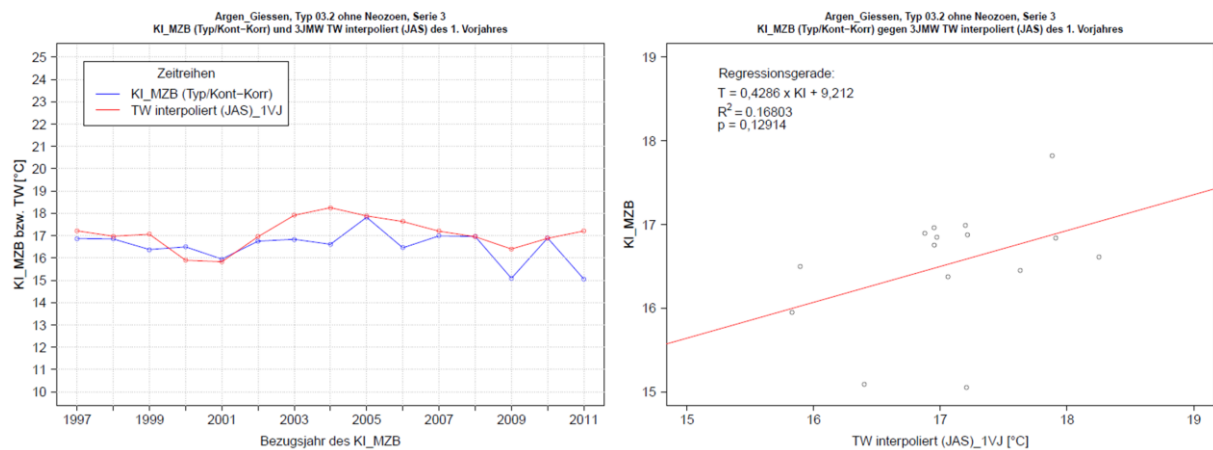 Argen_Giessen, Typ 03.2 ohne Neozoen, Serie 3
KI_MZB (Typ/Kont−Korr) und 3JMW TW interpoliert (JAS) des 1. Vorjahres
25
24
23
22
21
20
19
18
17
16
15
14
13
12
11
10
KI_MZB bzw. TW [°C]
Zeitreihen
KI_MZB (Typ/Kont−Korr)
TW interpoliert (JAS)_1VJ
1997
1999
2001
2003
2005
2007
2009
2011
Bezugsjahr des KI_MZB
Argen_Giessen, Typ 03.2 ohne Neozoen, Serie 3
KI_MZB (Typ/Kont−Korr) gegen 3JMW TW interpoliert (JAS) des 1. Vorjahres
19
18
17
16
15
KI_MZB
Regressionsgerade:
T = 0,4286 x KI + 9,212
R² = 0.16803
p = 0,12914
15
16
17
18
19
TW interpoliert (JAS)_1VJ [°C]